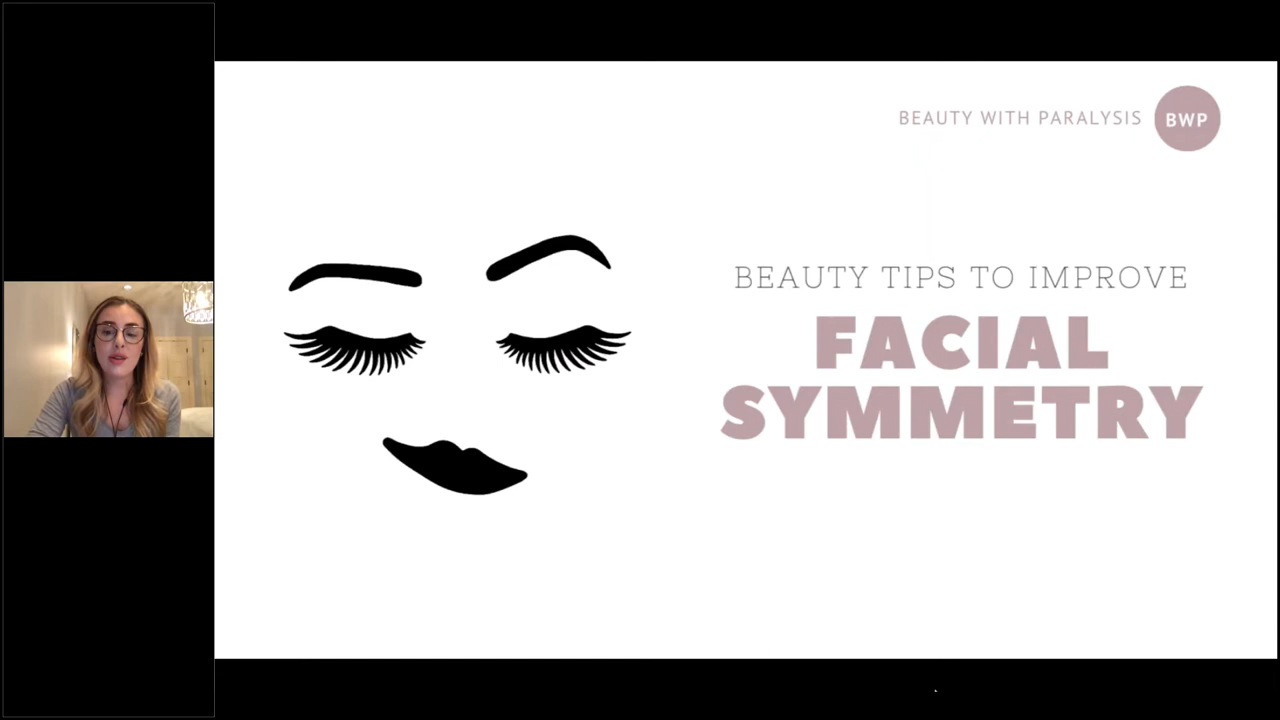 BEAUTY WITH PARALYSIS
BWP
BEAUTY TIPS TO IMPROVE
FACIAL
SYMMETRY